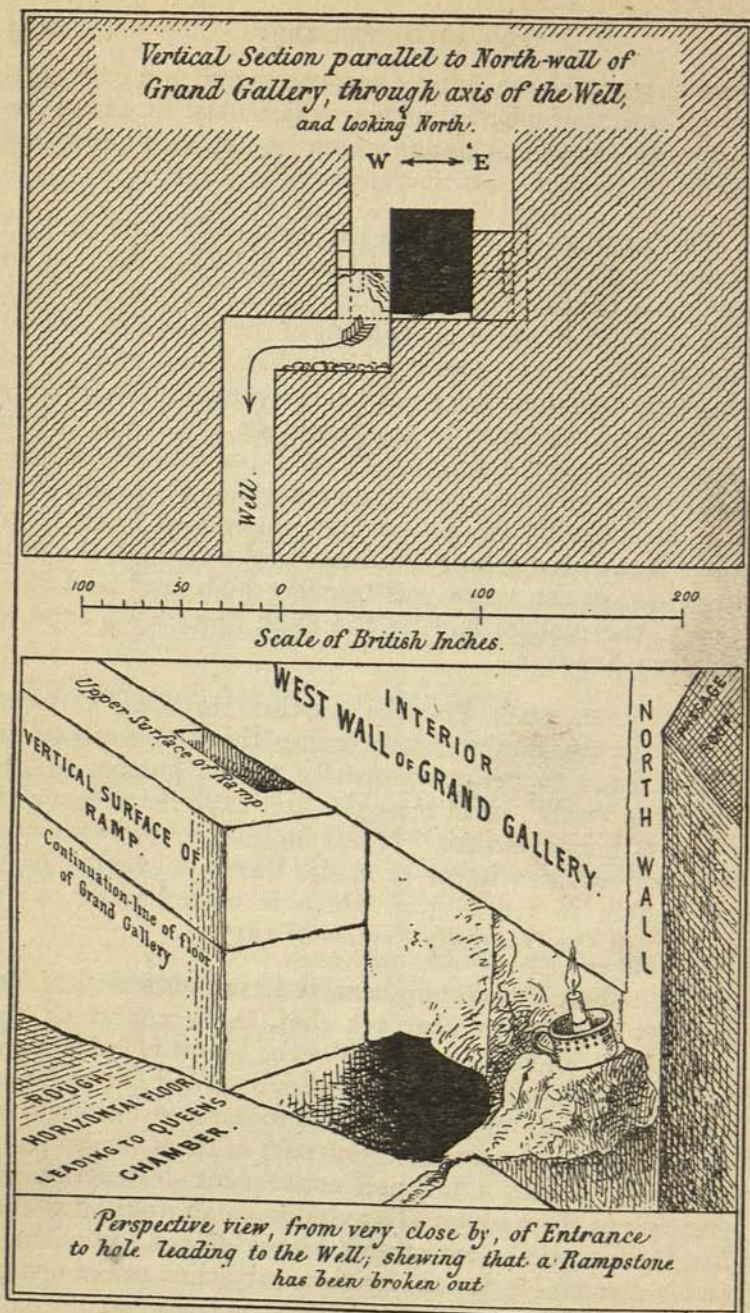 Vertical Section parallel to North-wall of
Grand Gallery, through axis of the Well,
and looking North.
W E
Well.
100 50 0 100 200
Scale of British Inches.
Upper Surface of Ramp.
VERTICAL SURFACE OF
RAMP.
Continuation-line of floor
of Grand Gallery
INTERIOR
WEST WALL OF GRAND GALLERY.
NORTH WALL
PASSAGE
ROOF
ROUGH
HORIZONTAL FLOOR
LEADING TO QUEEN'S
CHAMBER.
Perspective view, from very close by, of Entrance
to hole leading to the Well; shewing that a Rampstone
has been broken out